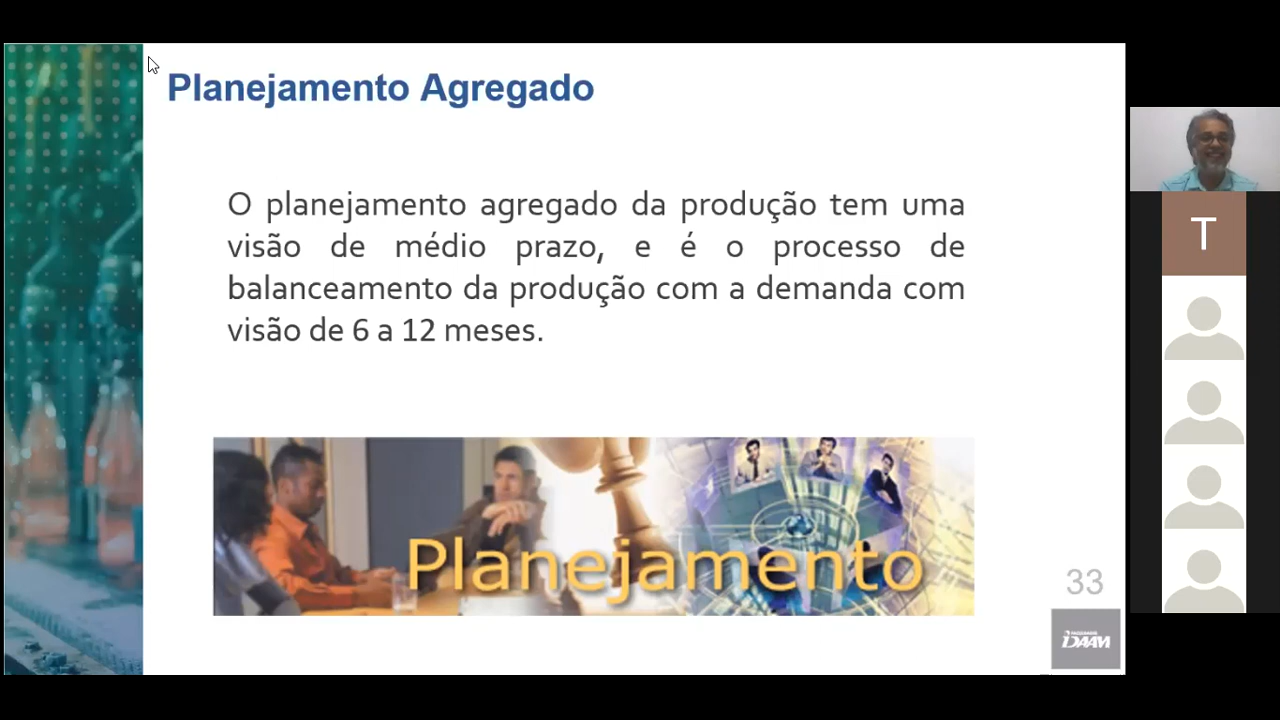 Planejamento Agregado
O planejamento agregado da produção tem uma
visão de médio prazo, e é o processo de
balanceamento da produção com a demanda com
visão de 6 a 12 meses.
Planejamento
33
T